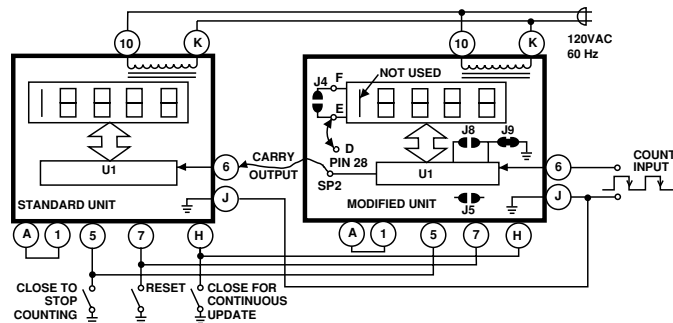 10
K
10
K
120VAC
60 Hz
J4
F
NOT USED
E
D
PIN 28
J8
J9
U1
6
CARRY
OUTPUT
SP2
U1
6
COUNT
INPUT
STANDARD UNIT
J
MODIFIED UNIT
J5
J
A
1
5
7
H
A
1
5
7
H
CLOSE TO
STOP
COUNTING
RESET
CLOSE FOR
CONTINUOUS
UPDATE